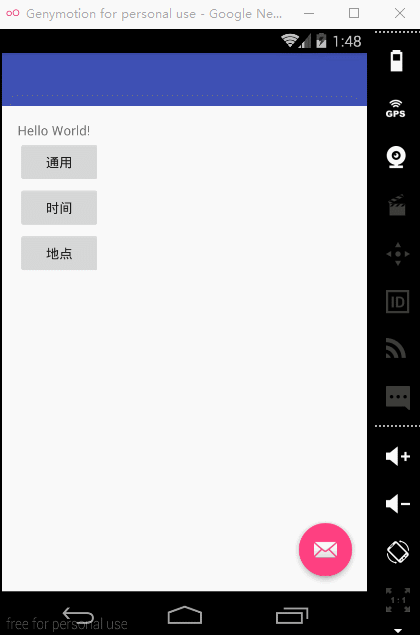 Genymotion for personal use - Google Ne...
1:48
Hello World!
通用
时间
地点
GPS
ID
1:1
free for personal use